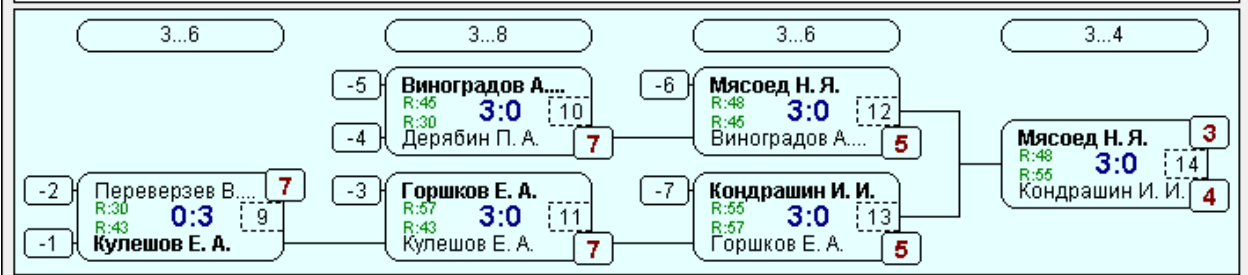 3...6
3...8
3...6
3...4
-5
Виноградов А....
R:45
R:30
3:0
10
-4
Дерябин П. А.
7
-6
Мясоед Н. Я.
R:48
R:45
3:0
12
Виноградов А....
5
Мясоед Н. Я.
3
R:48
R:55
3:0
14
Кондрашин И. И.
4
-2
Переверзев В....
7
R:30
R:43
0:3
9
-1
Кулешов Е. А.
-3
Горшков Е. А.
R:57
R:43
3:0
11
Кулешов Е. А.
7
-7
Кондрашин И. И.
R:55
R:57
3:0
13
Горшков Е. А.
5